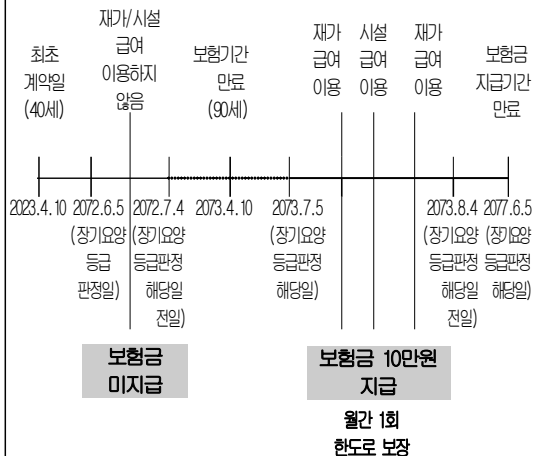 최초
계약일
(40세)
재가/시설
급여
이용하지
않음
보험기간
만료
(90세)
재가
급여
이용
시설
급여
이용
재가
급여
이용
보험금
지급기간
만료
2023.4.10
2072.6.5
(장기요양
등급
판정일)
2072.7.4
(장기요양
등급판정
해당일
전일)
2073.4.10
2073.7.5
(장기요양
등급판정
해당일)
2073.8.4
(장기요양
등급판정
해당일
전일)
2077.6.5
(장기요양
등급판정
해당일)
보험금
미지급
보험금 10만원
지급
월간 1회
한도로 보장